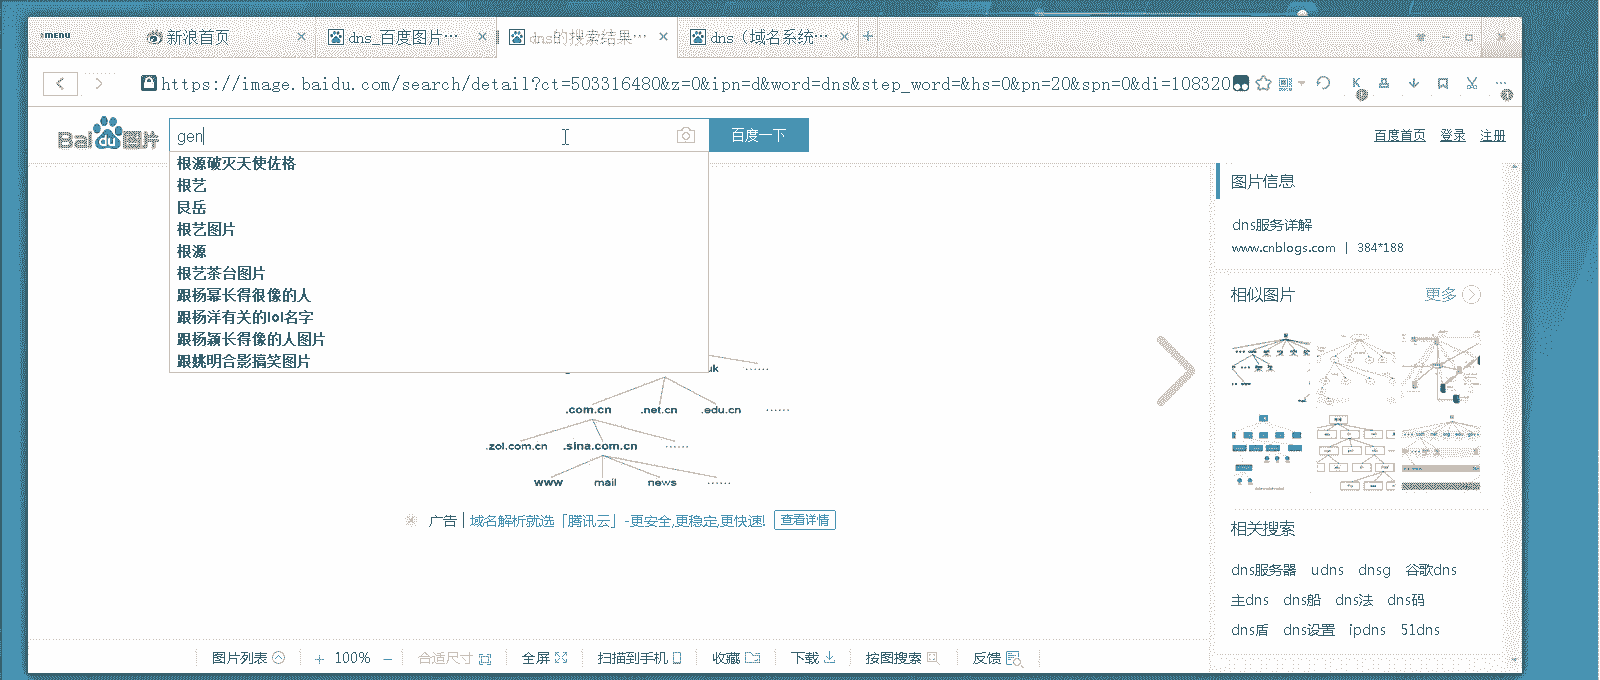 MENU
新浪首页
dns_百度图片···
dns的搜索结果···
dns（域名系统···
https://image.baidu.com/search/detail?ct=503316480&z=0&ipn=d&word=dns&step_word=&hs=0&pn=20&spn=0&di=108320
Bai du 图片
gen
百度一下
百度首页 登录 注册
根源破灭天使佐格
根艺
艮岳
根艺图片
根源
根艺茶台图片
跟杨幂长得很像的人
跟杨洋有关的lol名字
跟杨颖长得像的人图片
跟姚明合影搞笑图片
uk ······
.com.cn .net.cn .edu.cn ······
.zol.com.cn .sina.com.cn ······
www mail news ······
广告 | 域名解析就选「腾讯云」-更安全,更稳定,更快速! 查看详情
图片信息
dns服务详解
www.cnblogs.com | 384*188
相似图片 更多
相关搜索
dns服务器 udns dnsg 谷歌dns
主dns dns船 dns法 dns码
dns盾 dns设置 ipdns 51dns
图片列表 + 100% − 合适尺寸 全屏 扫描到手机 收藏 下载 按图搜索 反馈